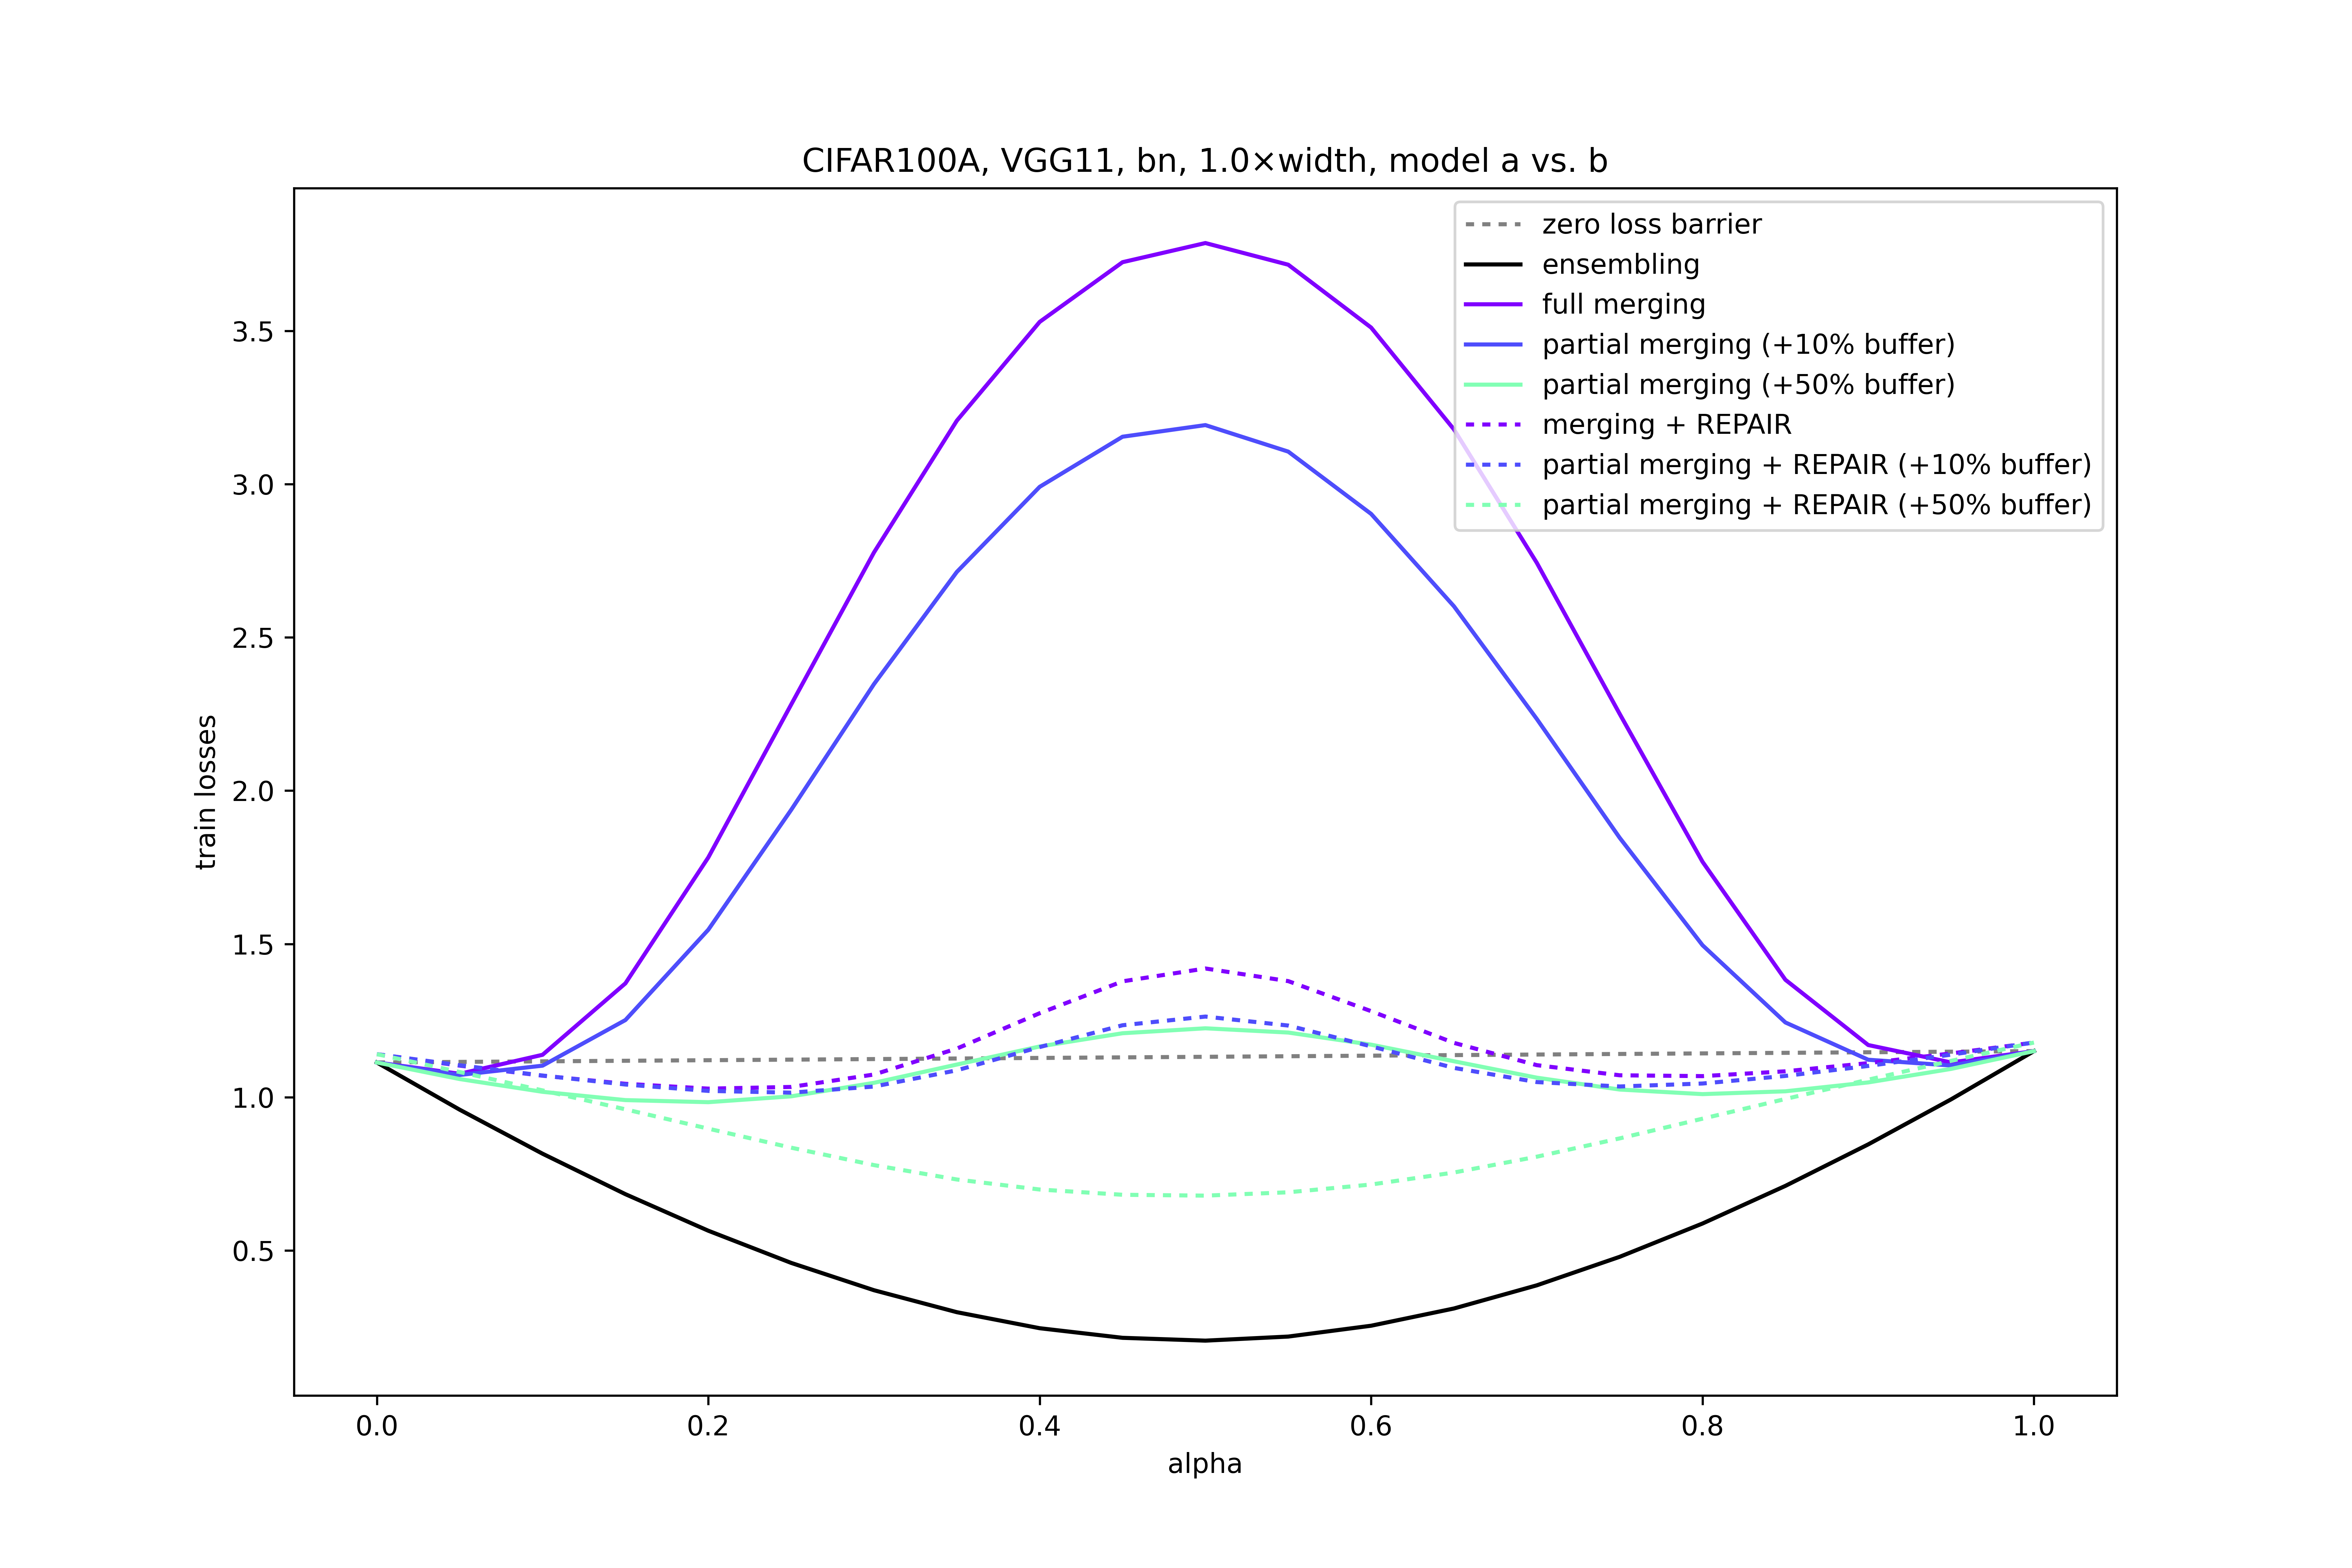 CIFAR100A, VGG11, bn, 1.0×width, model a vs. b
zero loss barrier
ensembling
full merging
partial merging (+10% buffer)
partial merging (+50% buffer)
merging + REPAIR
partial merging + REPAIR (+10% buffer)
partial merging + REPAIR (+50% buffer)
train losses
3.5
3.0
2.5
2.0
1.5
1.0
0.5
0.0 0.2 0.4 0.6 0.8 1.0
alpha